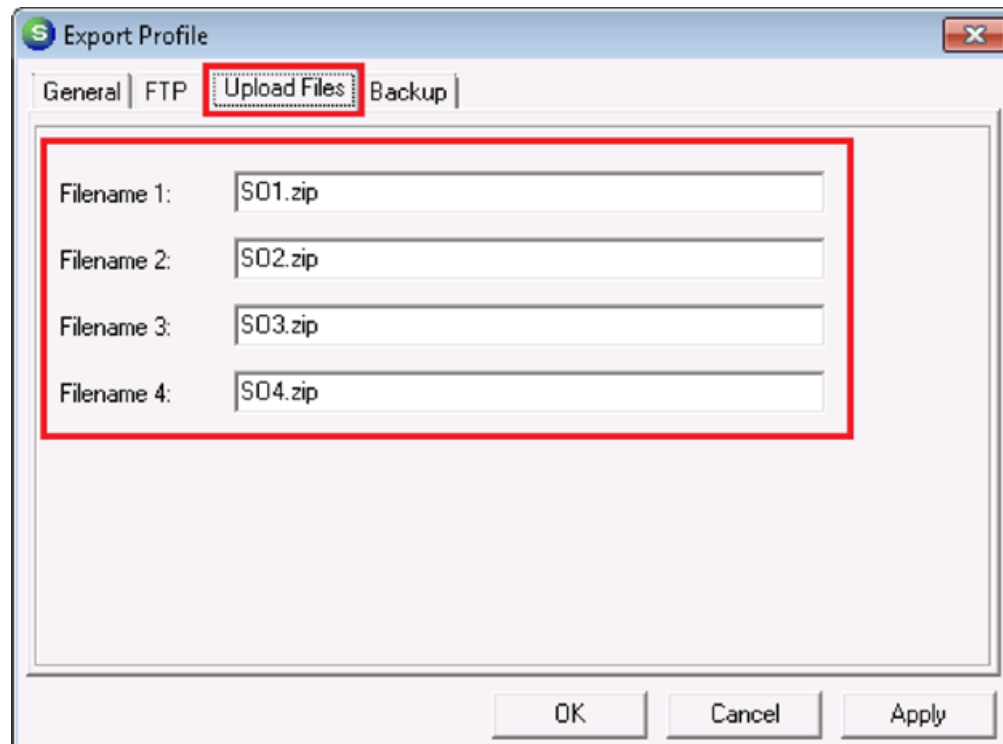 S Export Profile
General FTP Upload Files Backup
Filename 1: SO1.zip
Filename 2: SO2.zip
Filename 3: SO3.zip
Filename 4: SO4.zip
OK Cancel Apply